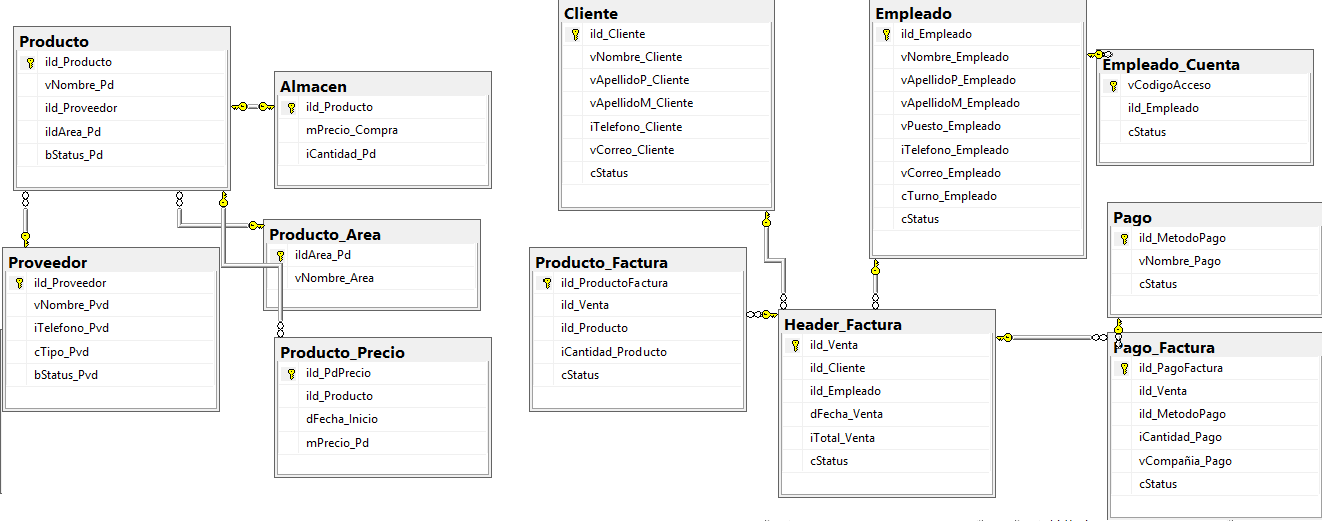 Producto
iId_Producto
vNombre_Pd
iId_Proveedor
iIdArea_Pd
bStatus_Pd
Almacen
iId_Producto
mPrecio_Compra
iCantidad_Pd
Producto_Area
iIdArea_Pd
vNombre_Area
Proveedor
iId_Proveedor
vNombre_Pvd
iTelefono_Pvd
cTipo_Pvd
bStatus_Pvd
Producto_Precio
iId_PdPrecio
iId_Producto
dFecha_Inicio
mPrecio_Pd
Cliente
iId_Cliente
vNombre_Cliente
vApellidoP_Cliente
vApellidoM_Cliente
iTelefono_Cliente
vCorreo_Cliente
cStatus
Empleado
iId_Empleado
vNombre_Empleado
vApellidoP_Empleado
vApellidoM_Empleado
vPuesto_Empleado
iTelefono_Empleado
vCorreo_Empleado
cTurno_Empleado
cStatus
Empleado_Cuenta
vCodigoAcceso
iId_Empleado
cStatus
Producto_Factura
iId_ProductoFactura
iId_Venta
iId_Producto
iCantidad_Producto
cStatus
Header_Factura
iId_Venta
iId_Cliente
iId_Empleado
dFecha_Venta
iTotal_Venta
cStatus
Pago
iId_MetodoPago
vNombre_Pago
cStatus
Pago_Factura
iId_PagoFactura
iId_Venta
iId_MetodoPago
iCantidad_Pago
vCompañia_Pago
cStatus